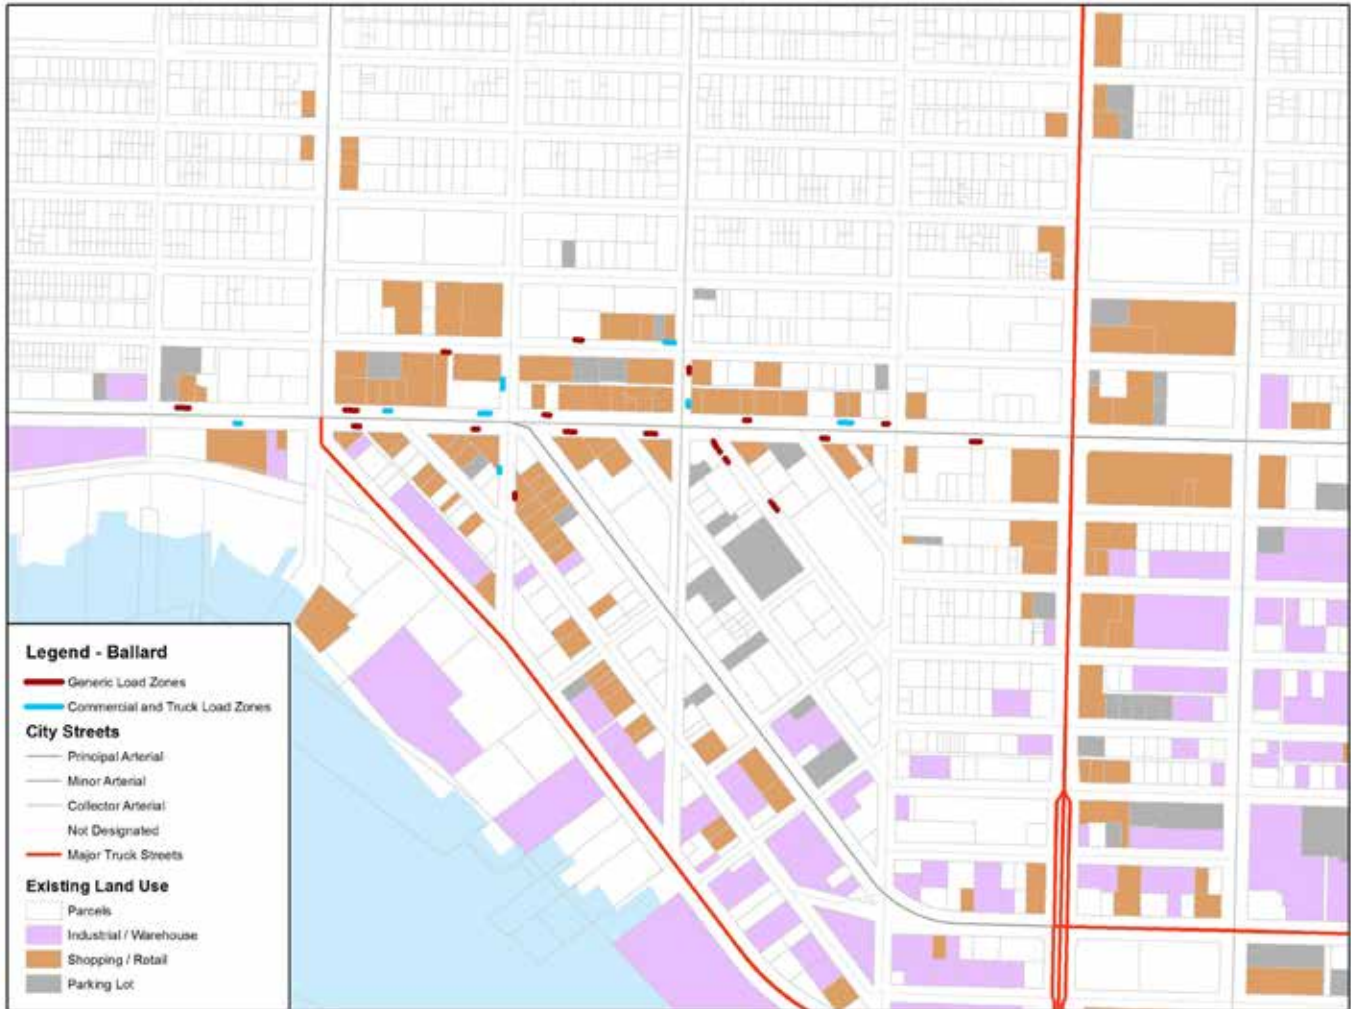 Legend - Ballard
Generic Load Zones
Commercial and Truck Load Zones
City Streets
Principal Arterial
Minor Arterial
Collector Arterial
Not Designated
Major Truck Streets
Existing Land Use
Parcels
Industrial / Warehouse
Shopping / Retail
Parking Lot